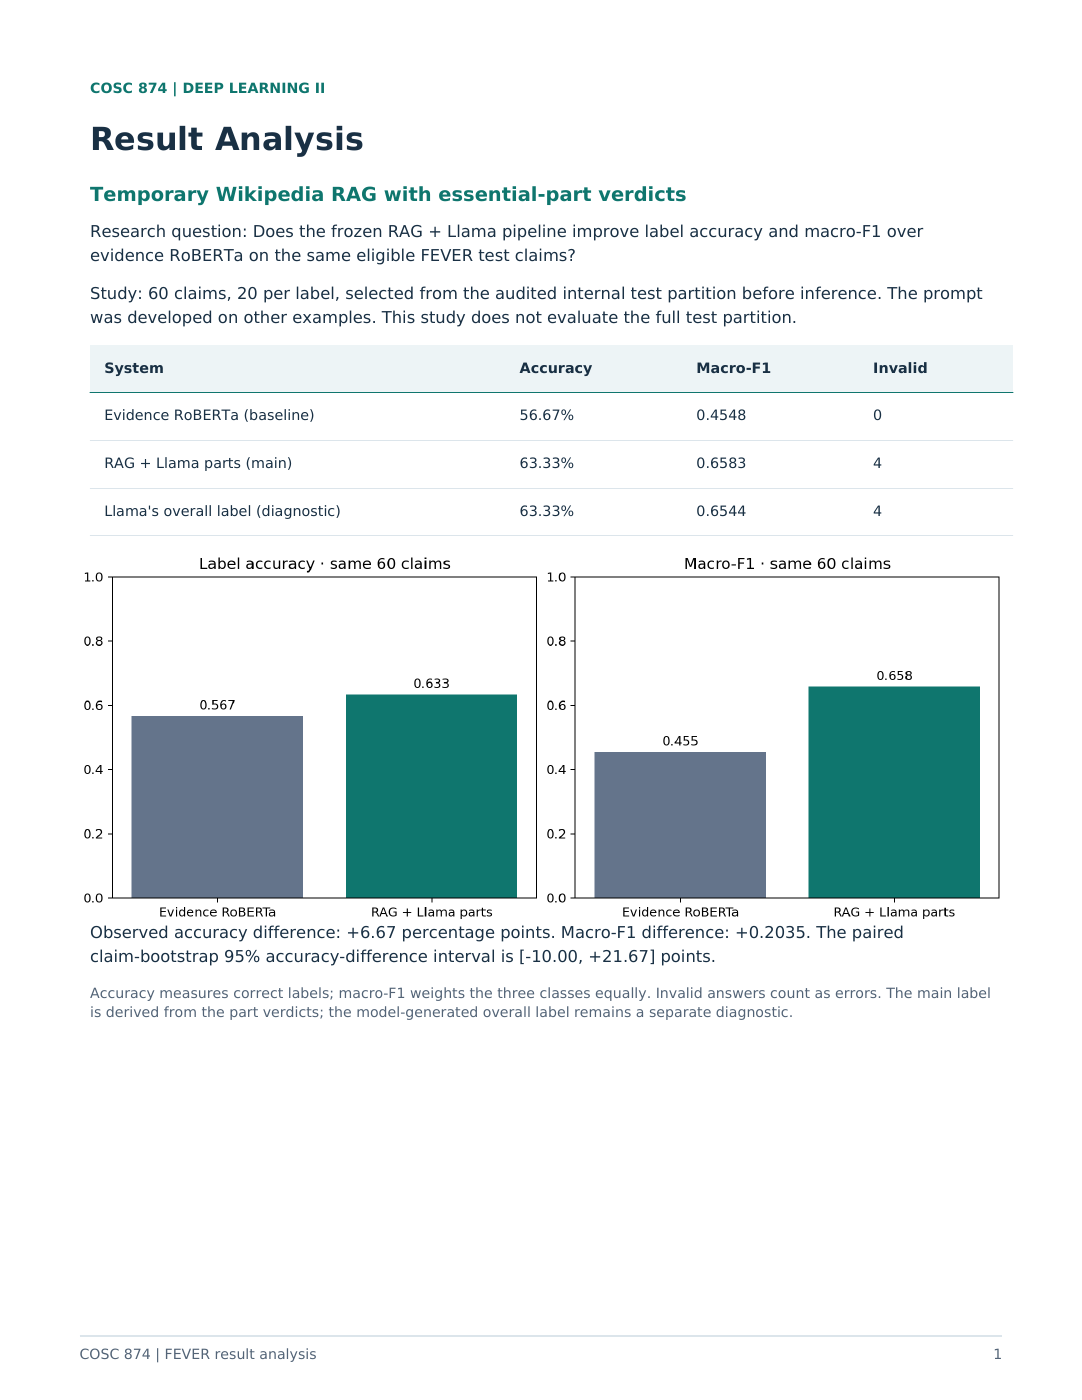 COSC 874 | DEEP LEARNING II
Result Analysis
Temporary Wikipedia RAG with essential-part verdicts
Research question: Does the frozen RAG + Llama pipeline improve label accuracy and macro-F1 over
evidence RoBERTa on the same eligible FEVER test claims?
Study: 60 claims, 20 per label, selected from the audited internal test partition before inference. The prompt
was developed on other examples. This study does not evaluate the full test partition.
System Accuracy Macro-F1 Invalid
Evidence RoBERTa (baseline) 56.67% 0.4548 0
RAG + Llama parts (main) 63.33% 0.6583 4
Llama's overall label (diagnostic) 63.33% 0.6544 4
Label accuracy · same 60 claims
1.0
0.8
0.6
0.4
0.2
0.0
0.567
0.633
Evidence RoBERTa
RAG + Llama parts
Macro-F1 · same 60 claims
1.0
0.8
0.6
0.4
0.2
0.0
0.455
0.658
Evidence RoBERTa
RAG + Llama parts
Observed accuracy difference: +6.67 percentage points. Macro-F1 difference: +0.2035. The paired
claim-bootstrap 95% accuracy-difference interval is [-10.00, +21.67] points.
Accuracy measures correct labels; macro-F1 weights the three classes equally. Invalid answers count as errors. The main label
is derived from the part verdicts; the model-generated overall label remains a separate diagnostic.
COSC 874 | FEVER result analysis 1